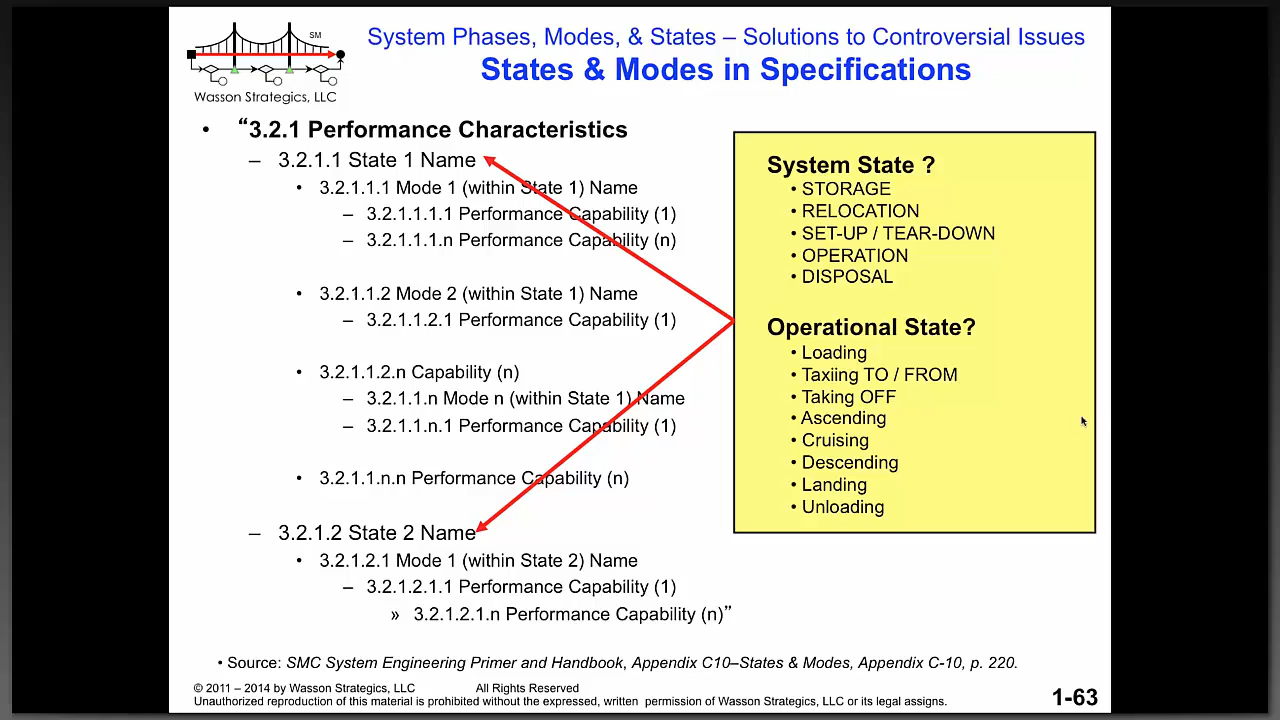 SM
Wasson Strategics, LLC
System Phases, Modes, & States – Solutions to Controversial Issues
States & Modes in Specifications
• “3.2.1 Performance Characteristics
– 3.2.1.1 State 1 Name
• 3.2.1.1.1 Mode 1 (within State 1) Name
– 3.2.1.1.1.1 Performance Capability (1)
– 3.2.1.1.1.n Performance Capability (n)
• 3.2.1.1.2 Mode 2 (within State 1) Name
– 3.2.1.1.2.1 Performance Capability (1)
• 3.2.1.1.2.n Capability (n)
– 3.2.1.1.n Mode n (within State 1) Name
– 3.2.1.1.n.1 Performance Capability (1)
• 3.2.1.1.n.n Performance Capability (n)
– 3.2.1.2 State 2 Name
• 3.2.1.2.1 Mode 1 (within State 2) Name
– 3.2.1.2.1.1 Performance Capability (1)
» 3.2.1.2.1.n Performance Capability (n)”
System State ?
• STORAGE
• RELOCATION
• SET-UP / TEAR-DOWN
• OPERATION
• DISPOSAL
Operational State?
• Loading
• Taxiing TO / FROM
• Taking OFF
• Ascending
• Cruising
• Descending
• Landing
• Unloading
• Source: SMC System Engineering Primer and Handbook, Appendix C10–States & Modes, Appendix C-10, p. 220.
© 2011 – 2014 by Wasson Strategics, LLC All Rights Reserved
Unauthorized reproduction of this material is prohibited without the expressed, written permission of Wasson Strategics, LLC or its legal assigns.
1-63